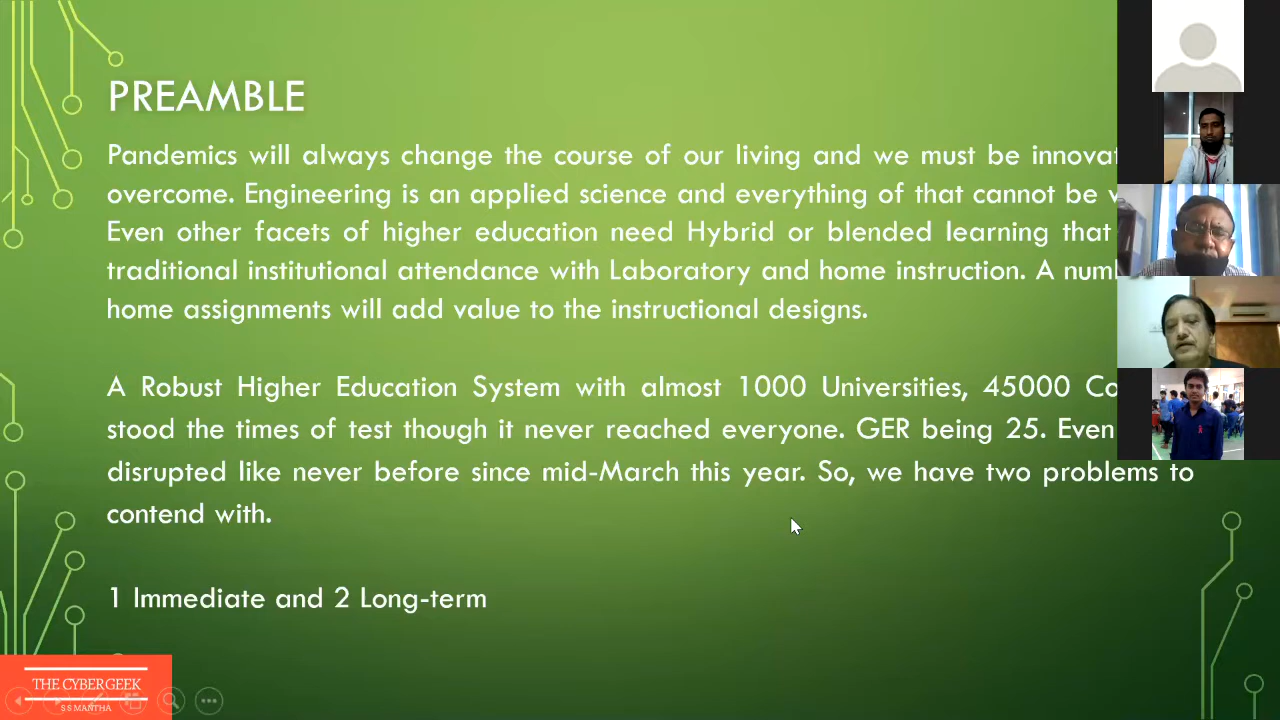 PREAMBLE
Pandemics will always change the course of our living and we must be
overcome. Engineering is an applied science and everything of that cannot be
Even other facets of higher education need Hybrid or blended learning that
traditional institutional attendance with Laboratory and home instruction. A
home assignments will add value to the instructional designs.
A Robust Higher Education System with almost 1000 Universities, 45000
stood the times of test though it never reached everyone. GER being 25. Even
disrupted like never before since mid-March this year. So, we have two problems to
contend with.
1 Immediate and 2 Long-term
THE CYBERGEEK
S S MANTHA